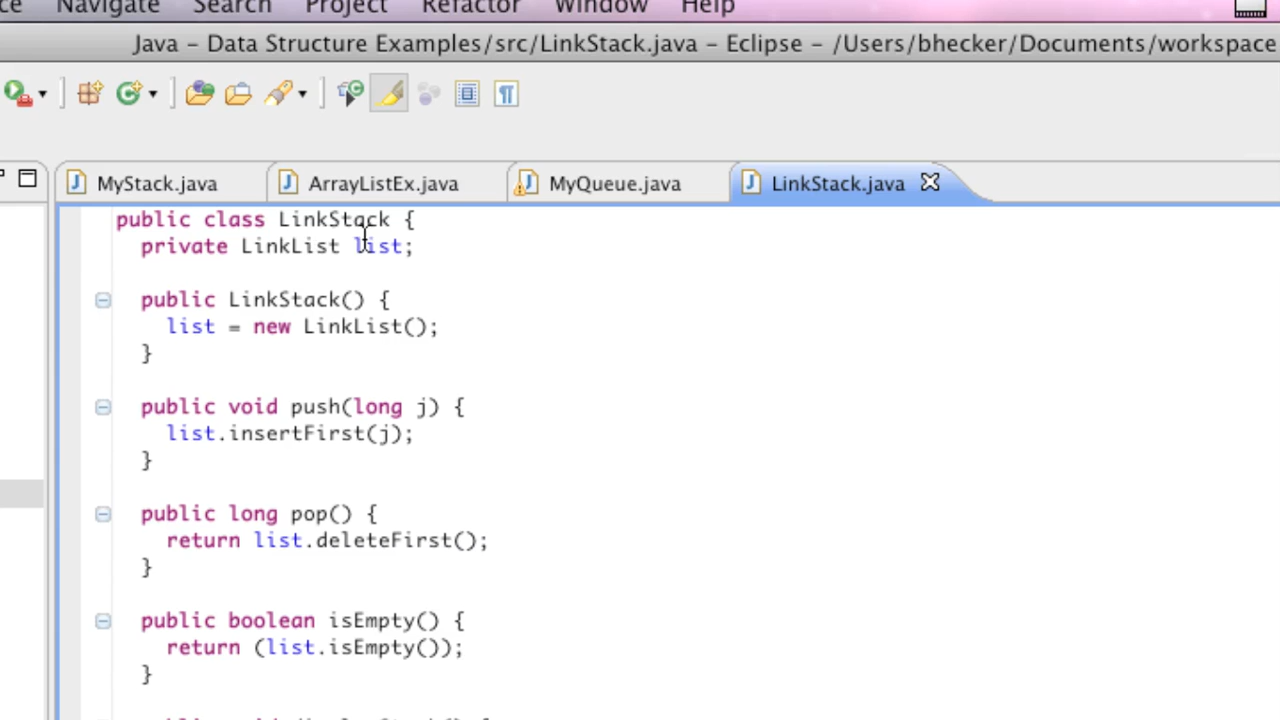 Navigate Search Project Refactor Window Help
Java - Data Structure Examples/src/LinkStack.java - Eclipse - /Users/bhecker/Documents/workspace
MyStack.java ArrayListEx.java MyQueue.java LinkStack.java
public class LinkStack {
private LinkList list;
public LinkStack() {
list = new LinkList();
}
public void push(long j) {
list.insertFirst(j);
}
public long pop() {
return list.deleteFirst();
}
public boolean isEmpty() {
return (list.isEmpty());
}